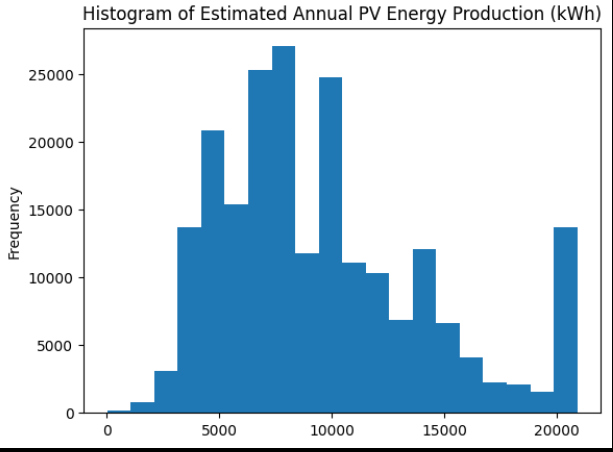 Histogram of Estimated Annual PV Energy Production (kWh)
25000
20000
15000
10000
5000
0
Frequency
0 5000 10000 15000 20000